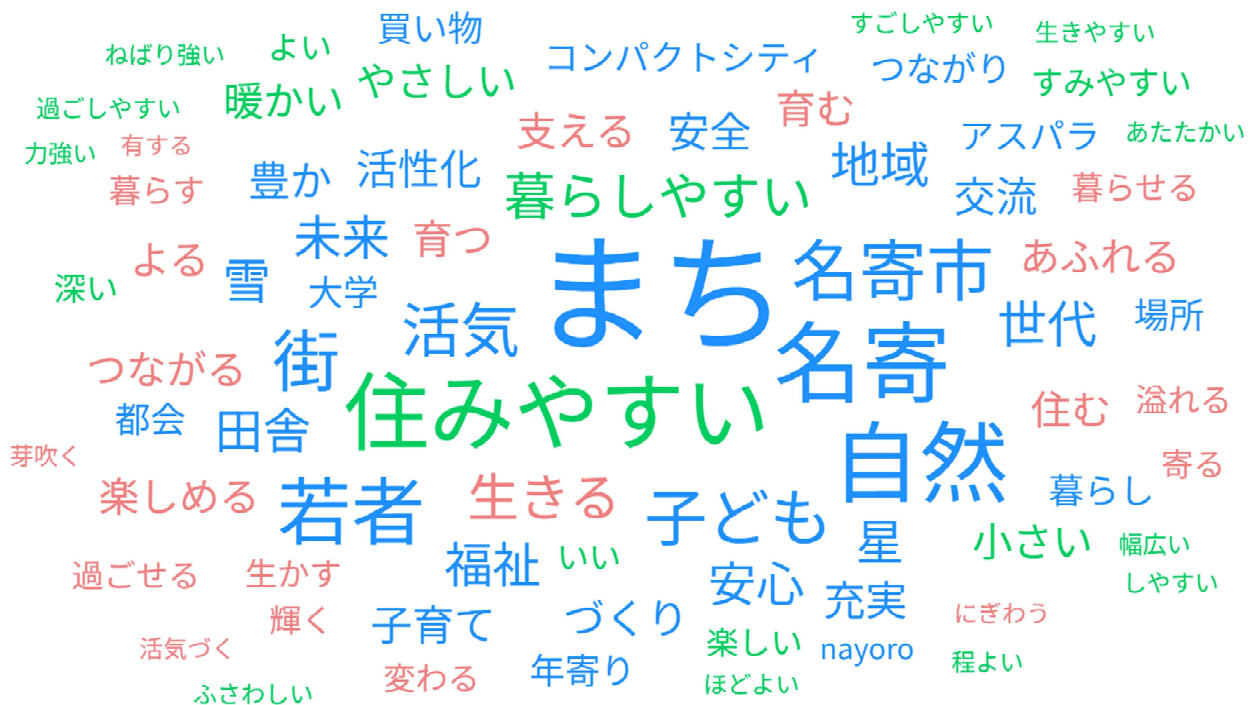 すごしやすい 生きやすい
買い物
ねばり強い よい コンパクトシティ つながり すみやすい
過ごしやすい 暖かい やさしい 支える 安全 育む アスパラ あたたかい
力強い 有する
暮らす 豊か 活性化 暮らしやすい 地域 交流 暮らせる
未来 育つ
よる 雪 大学 まち 名寄市 あふれる
深い
街 活気 名寄 世代 場所
つながる
都会 田舎 住みやすい 住む 溢れる
芽吹く 自然 寄る
楽しめる 若者 生きる 子ども 暮らし
星 小さい 幅広い
過ごせる 生かす 福祉 いい 安心 充実 しやすい
輝く 子育て づくり にぎわう
活気づく 楽しい nayoro 程よい
変わる 年寄り
ふさわしい ほどよい